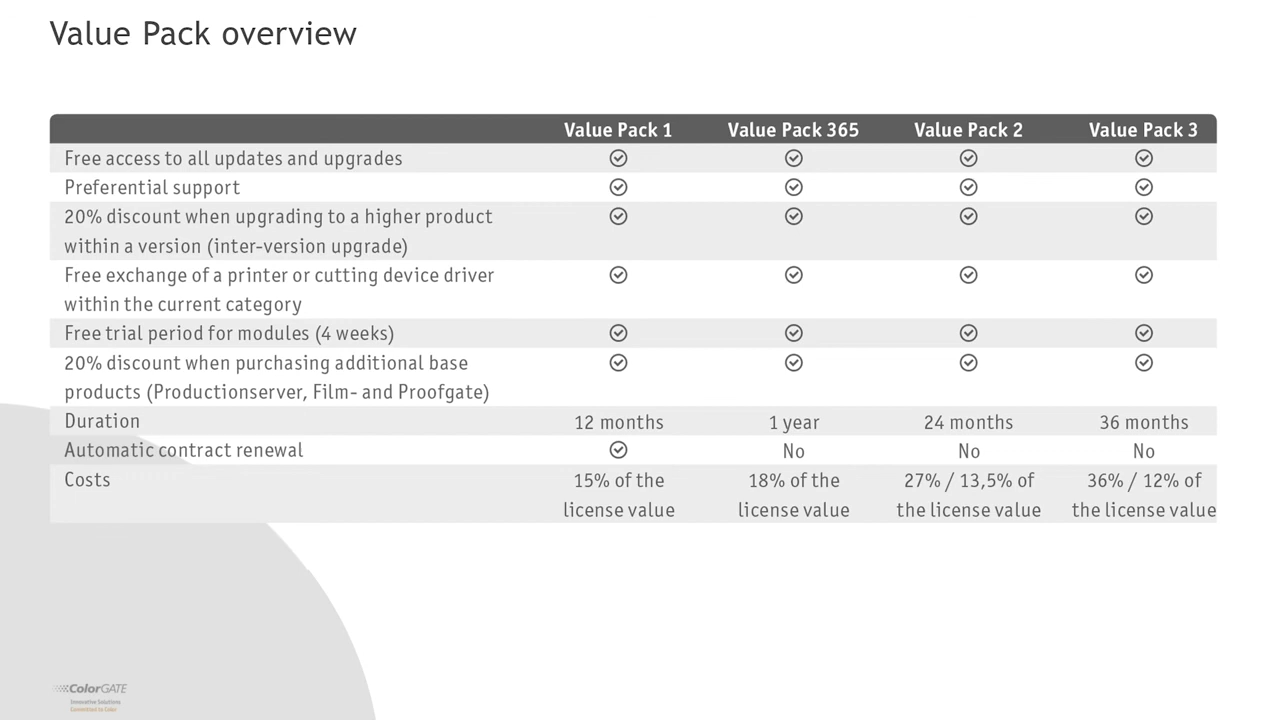 Value Pack overview
Value Pack 1 Value Pack 365 Value Pack 2 Value Pack 3
Free access to all updates and upgrades
Preferential support
20% discount when upgrading to a higher product
within a version (inter-version upgrade)
Free exchange of a printer or cutting device driver
within the current category
Free trial period for modules (4 weeks)
20% discount when purchasing additional base
products (Productionserver, Film- and Proofgate)
Duration 12 months 1 year 24 months 36 months
Automatic contract renewal No No No
Costs 15% of the 18% of the 27% / 13,5% of 36% / 12% of
license value license value the license value the license value
ColorGATE
Innovative Solutions
Committed to Color